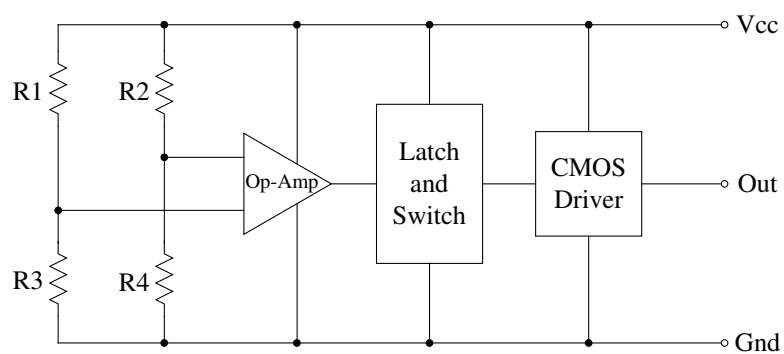 Vcc
R1
R2
Op-Amp
Latch
and
Switch
CMOS
Driver
Out
R3
R4
Gnd